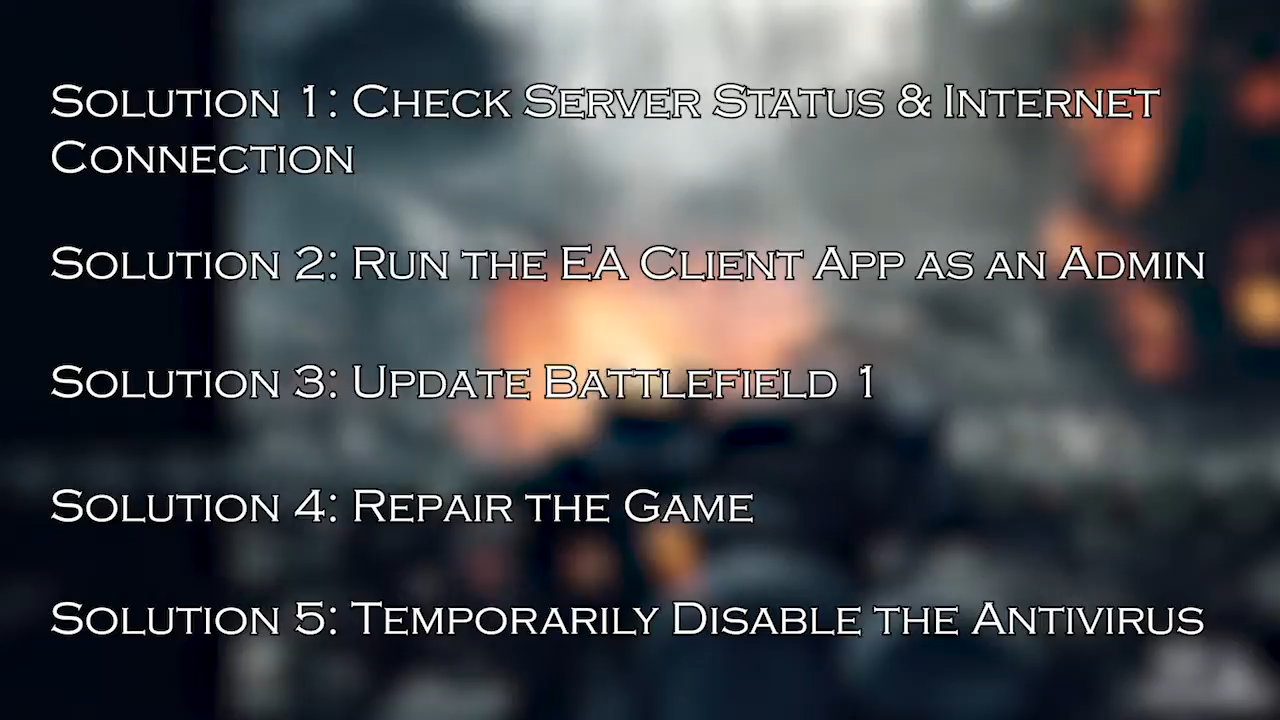 Solution 1: Check Server Status & Internet
Connection
Solution 2: Run the EA Client App as an Admin
Solution 3: Update Battlefield 1
Solution 4: Repair the Game
Solution 5: Temporarily Disable the Antivirus